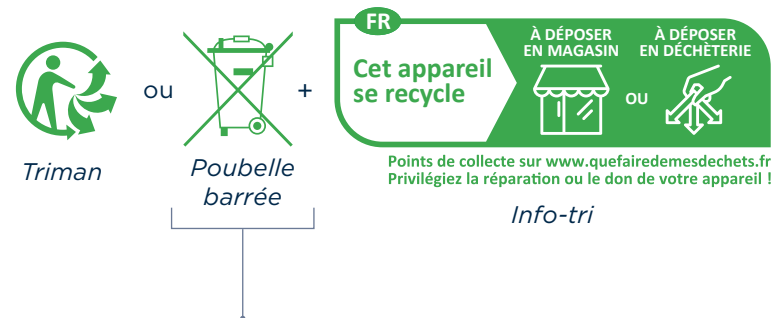 FR
Cet appareil
se recycle
À DÉPOSER
EN MAGASIN
OU
À DÉPOSER
EN DÉCHÈTERIE
ou
+
Points de collecte sur www.quefairedemesdechets.fr
Privilégiez la réparation ou le don de votre appareil !
Triman
Poubelle
barrée
Info-tri